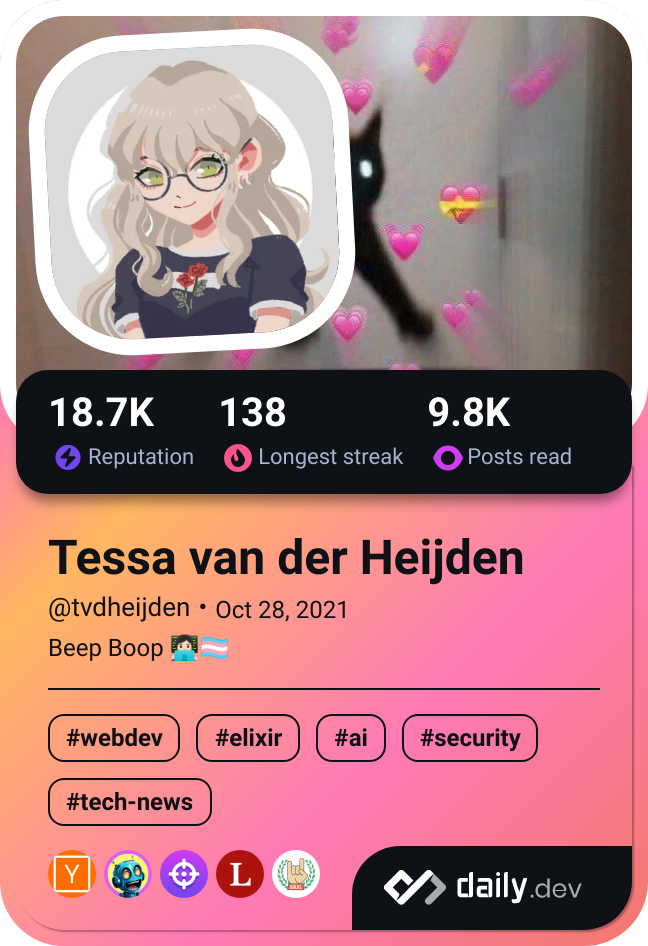 18.7K 138 9.8K
Reputation Longest streak Posts read
Tessa van der Heijden
@tvdheijden • Oct 28, 2021
Beep Boop 👩🏻‍💻🏳️‍⚧️
#webdev #elixir #ai #security
#tech-news
Y L
daily.dev